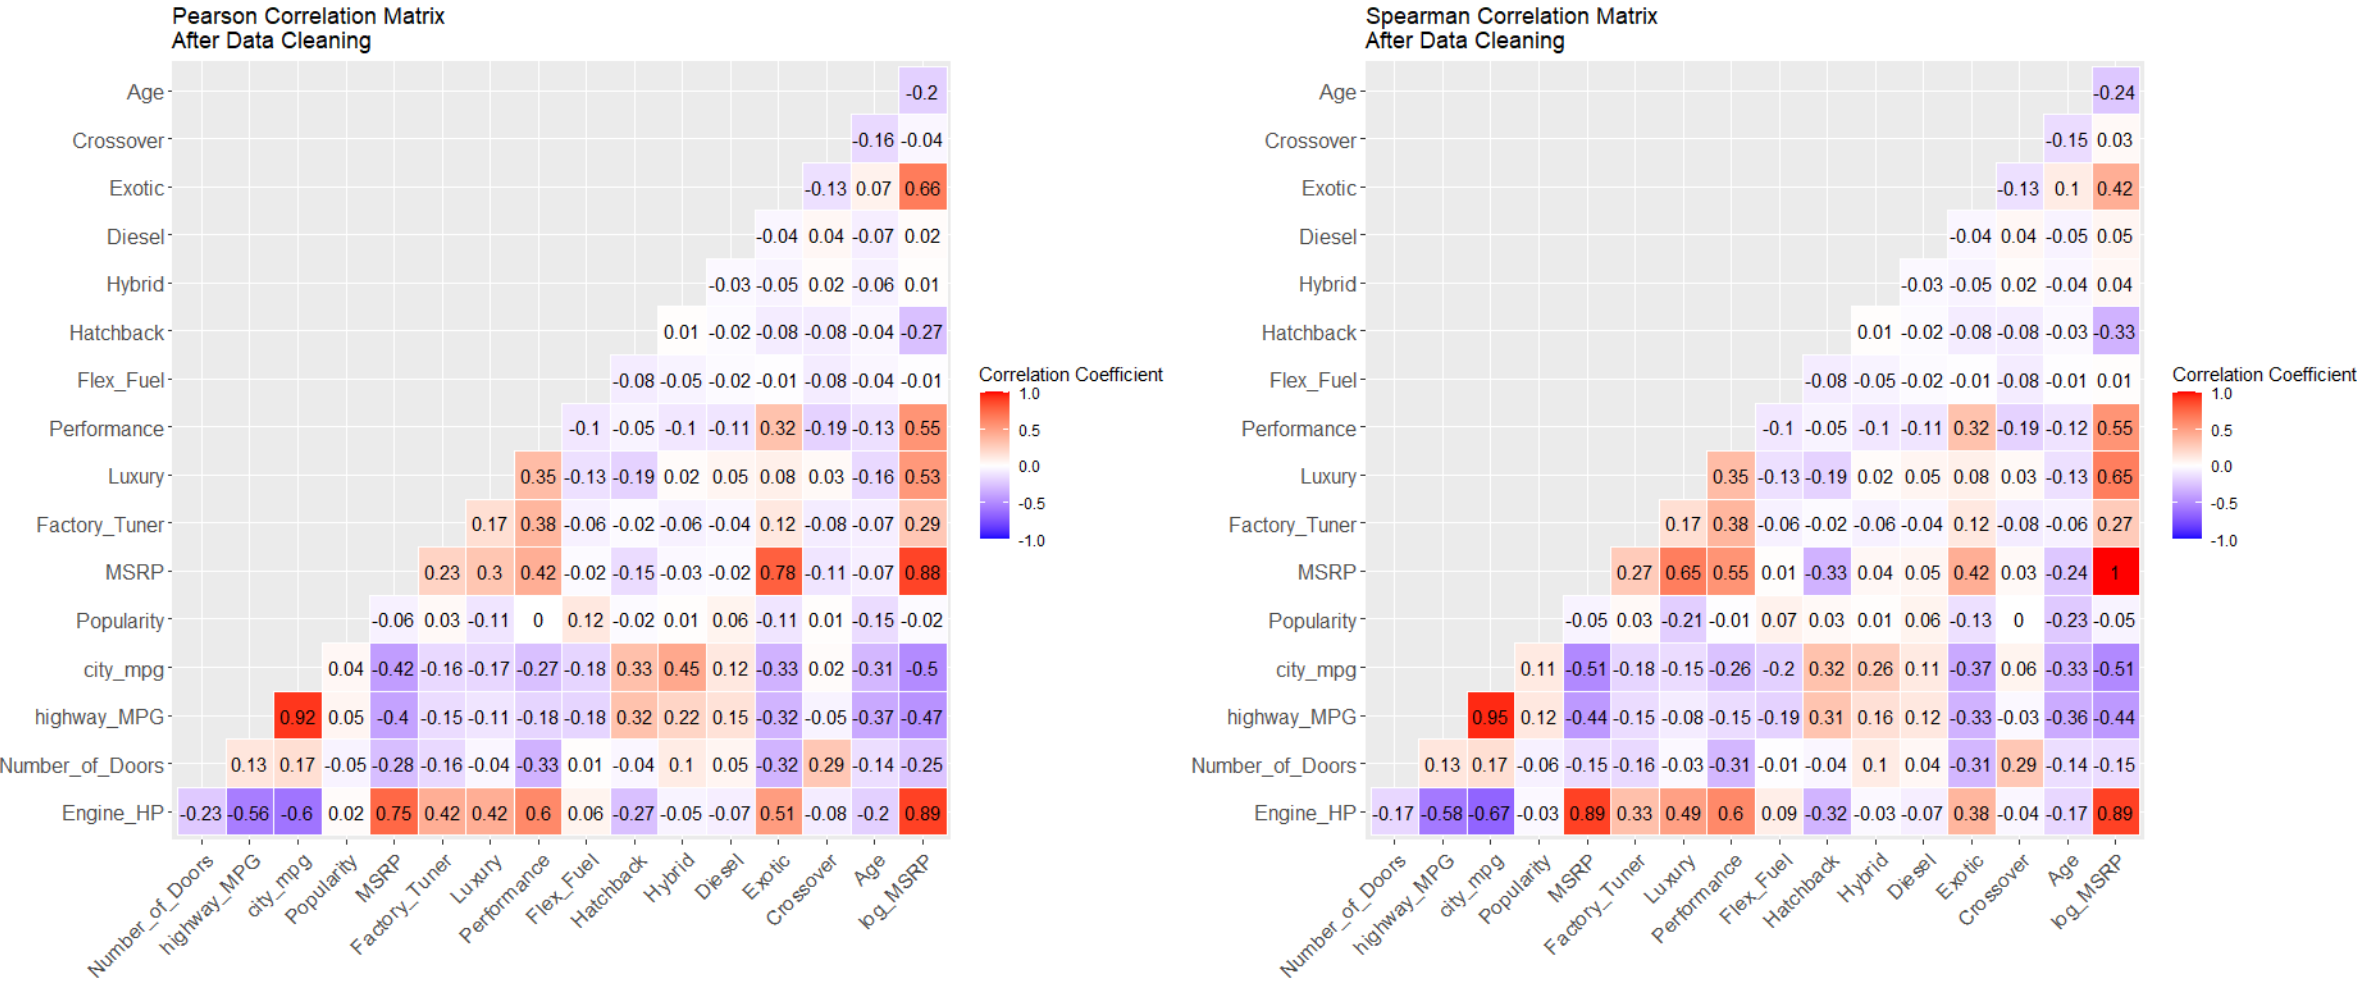 Pearson Correlation Matrix
After Data Cleaning
Age -0.2
Crossover -0.16 -0.04
Exotic -0.13 0.07 0.66
Diesel -0.04 0.04 -0.07 0.02
Hybrid -0.03 -0.05 0.02 -0.06 0.01
Hatchback 0.01 -0.02 -0.08 -0.08 -0.04 -0.27
Flex_Fuel -0.08 -0.05 -0.02 -0.01 -0.08 -0.04 -0.01
Performance -0.1 -0.05 -0.1 -0.11 0.32 -0.19 -0.13 0.55
Luxury 0.35 -0.13 -0.19 0.02 0.05 0.08 0.03 -0.16 0.53
Factory_Tuner 0.17 0.38 -0.06 -0.02 -0.06 -0.04 0.12 -0.08 -0.07 0.29
MSRP 0.23 0.3 0.42 -0.02 -0.15 -0.03 -0.02 0.78 -0.11 -0.07 0.88
Popularity -0.06 0.03 -0.11 0 0.12 -0.02 0.01 0.06 -0.11 0.01 -0.15 -0.02
city_mpg 0.04 -0.42 -0.16 -0.17 -0.27 -0.18 0.33 0.45 0.12 -0.33 0.02 -0.31 -0.5
highway_MPG 0.92 0.05 -0.4 -0.15 -0.11 -0.18 -0.18 0.32 0.22 0.15 -0.32 -0.05 -0.37 -0.47
Number_of_Doors 0.13 0.17 -0.05 -0.28 -0.16 -0.04 -0.33 0.01 -0.04 0.1 0.05 -0.32 0.29 -0.14 -0.25
Engine_HP -0.23 -0.56 -0.6 0.02 0.75 0.42 0.42 0.6 0.06 -0.27 -0.05 -0.07 0.51 -0.08 -0.2 0.89
Number_of_Doors highway_MPG city_mpg Popularity MSRP Factory_Tuner Luxury Performance Flex_Fuel Hatchback Hybrid Diesel Exotic Crossover Age log_MSRP
Correlation Coefficient
1.0
0.5
0.0
-0.5
-1.0
Spearman Correlation Matrix
After Data Cleaning
Age -0.24
Crossover -0.15 0.03
Exotic -0.13 0.1 0.42
Diesel -0.04 0.04 -0.05 0.05
Hybrid -0.03 -0.05 0.02 -0.04 0.04
Hatchback 0.01 -0.02 -0.08 -0.08 -0.03 -0.33
Flex_Fuel -0.08 -0.05 -0.02 -0.01 -0.08 -0.01 0.01
Performance -0.1 -0.05 -0.1 -0.11 0.32 -0.19 -0.12 0.55
Luxury 0.35 -0.13 -0.19 0.02 0.05 0.08 0.03 -0.13 0.65
Factory_Tuner 0.17 0.38 -0.06 -0.02 -0.06 -0.04 0.12 -0.08 -0.06 0.27
MSRP 0.27 0.65 0.55 0.01 -0.33 0.04 0.05 0.42 0.03 -0.24 1
Popularity -0.05 0.03 -0.21 -0.01 0.07 0.03 0.01 0.06 -0.13 0 -0.23 -0.05
city_mpg 0.11 -0.51 -0.18 -0.15 -0.26 -0.2 0.32 0.26 0.11 -0.37 0.06 -0.33 -0.51
highway_MPG 0.95 0.12 -0.44 -0.15 -0.08 -0.15 -0.19 0.31 0.16 0.12 -0.33 -0.03 -0.36 -0.44
Number_of_Doors 0.13 0.17 -0.06 -0.15 -0.16 -0.03 -0.31 -0.01 -0.04 0.1 0.04 -0.31 0.29 -0.14 -0.15
Engine_HP -0.17 -0.58 -0.67 -0.03 0.89 0.33 0.49 0.6 0.09 -0.32 -0.03 -0.07 0.38 -0.04 -0.17 0.89
Number_of_Doors highway_MPG city_mpg Popularity MSRP Factory_Tuner Luxury Performance Flex_Fuel Hatchback Hybrid Diesel Exotic Crossover Age log_MSRP
Correlation Coefficient
1.0
0.5
0.0
-0.5
-1.0